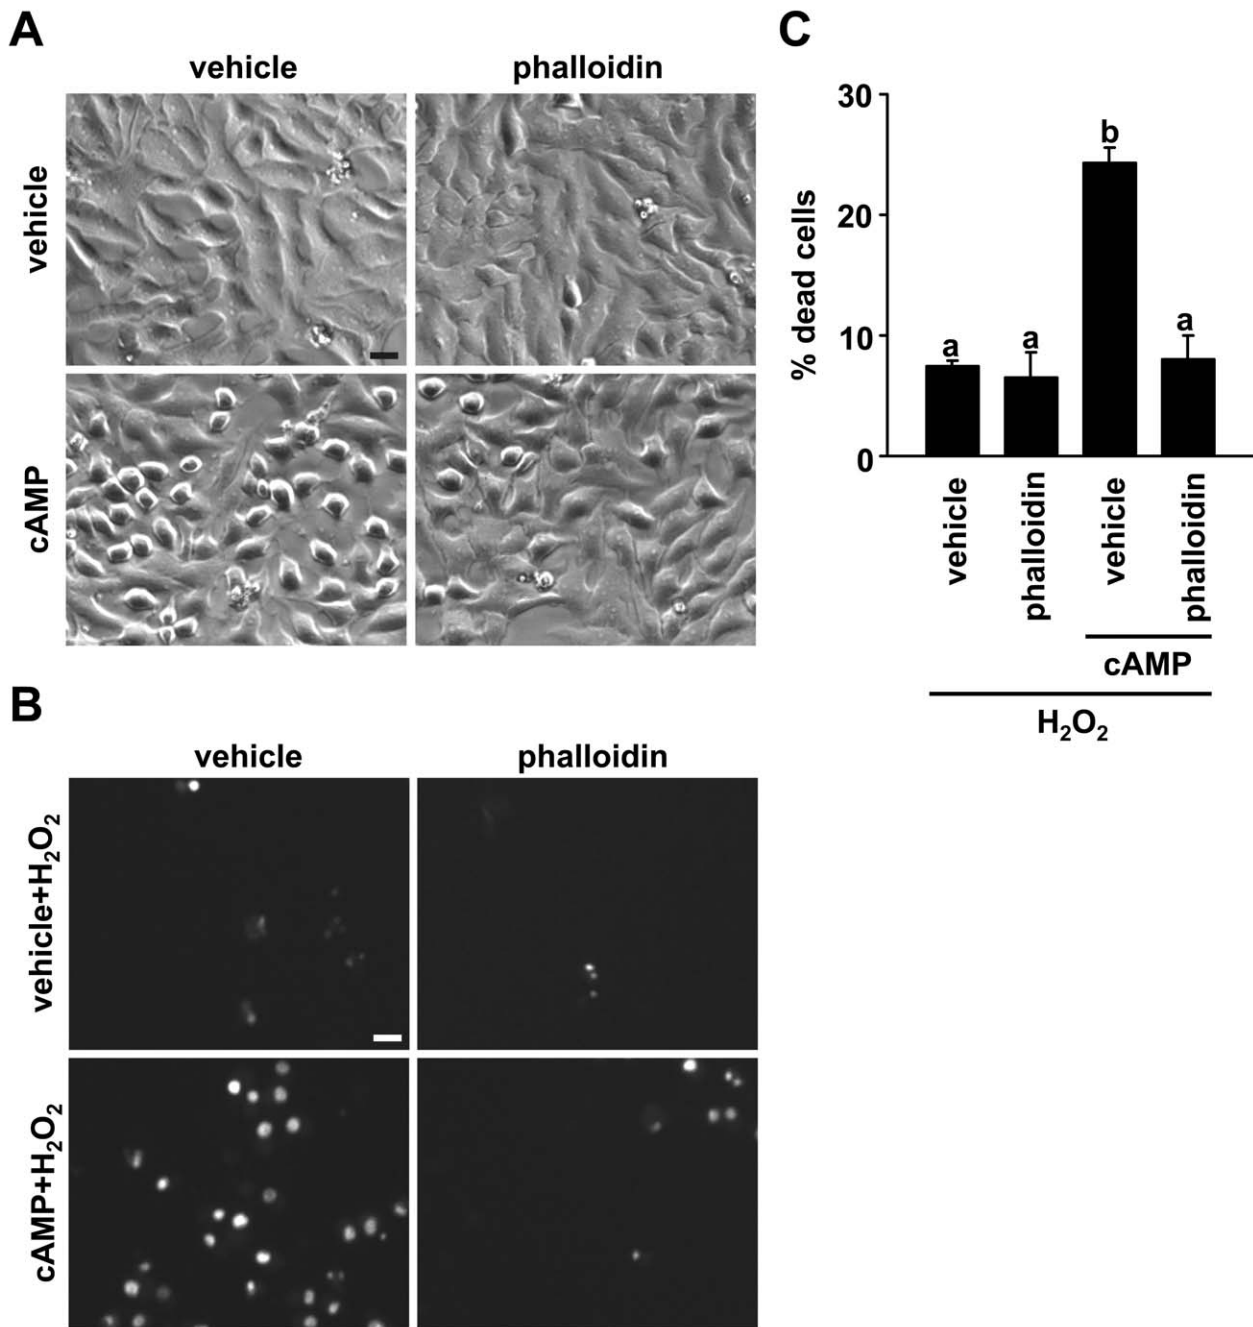 A
vehicle
phalloidin
vehicle
cAMP
B
vehicle
phalloidin
vehicle+H₂O₂
cAMP+H₂O₂
C
30
20
10
0
% dead cells
a
a
b
a
vehicle
phalloidin
vehicle
phalloidin
cAMP
H₂O₂